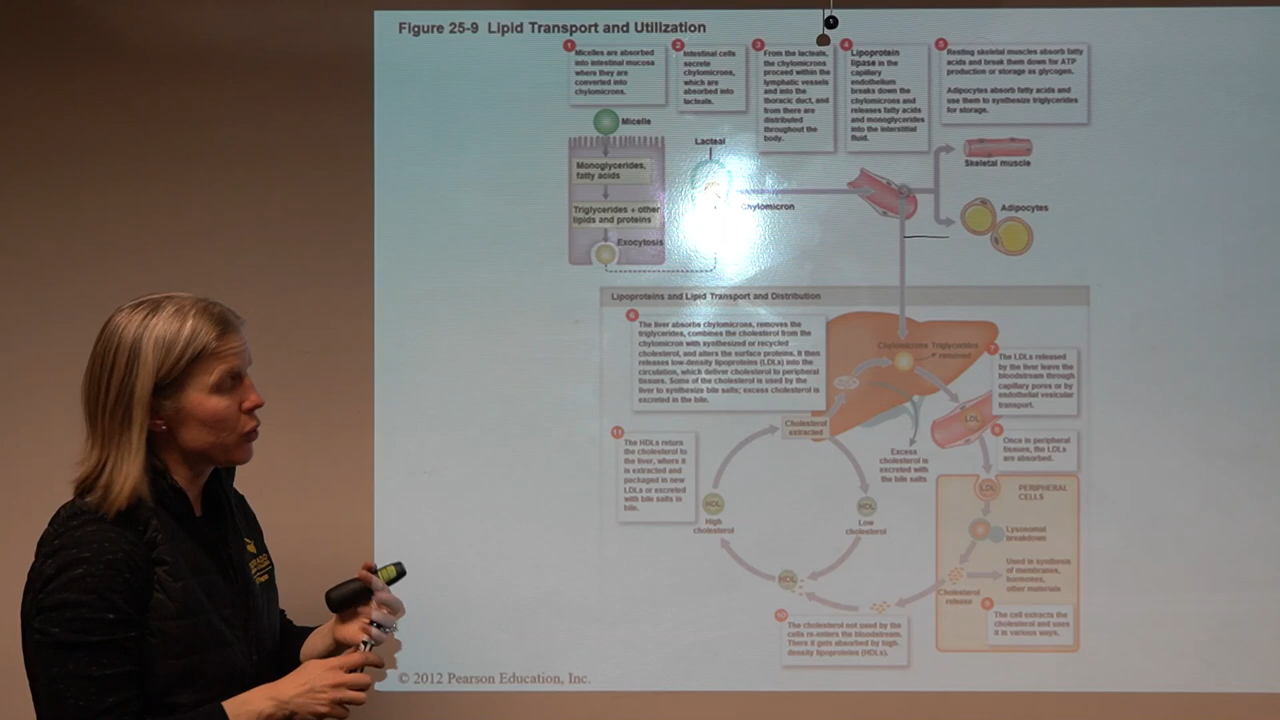 Figure 25-9 Lipid Transport and Utilization
1
Micelles are absorbed
into intestinal mucosa
where they are
converted into
chylomicrons.
2
Intestinal cells
secrete
chylomicrons,
which are
absorbed into
lacteals.
3
From the lacteals,
the chylomicrons
proceed within the
lymphatic vessels
and into the
thoracic duct, and
from there are
distributed
throughout the
body.
4
Lipoprotein
lipase in the
capillary
endothelium
breaks down the
chylomicrons and
releases fatty acids
and monoglycerides
into the interstitial
fluid.
5
Resting skeletal muscles absorb fatty
acids and break them down for ATP
production or storage as glycogen.
Adipocytes absorb fatty acids and
use them to synthesize triglycerides
for storage.
Micelle
Monoglycerides,
fatty acids
Triglycerides + other
lipids and proteins
Exocytosis
Lacteal
Chylomicron
Skeletal muscle
Adipocytes
Lipoproteins and Lipid Transport and Distribution
6
The liver absorbs chylomicrons, removes the
triglycerides, combines the cholesterol from the
chylomicron with synthesized or recycled
cholesterol, and alters the surface proteins. It then
releases low-density lipoproteins (LDLs) into the
circulation, which deliver cholesterol to peripheral
tissues. Some of the cholesterol is used by the
liver to synthesize bile salts; excess cholesterol is
excreted in the bile.
Chylomicrons Triglycerides
removed
7
The LDLs released
by the liver leave the
bloodstream through
capillary pores or by
endothelial vesicular
transport.
LDL
Cholesterol
extracted
Excess
cholesterol is
excreted with
the bile salts
8
Once in peripheral
tissues, the LDLs
are absorbed.
11
The HDLs return
the cholesterol to
the liver, where it
is extracted and
packaged in new
LDLs or excreted
with bile salts in
bile.
HDL
High
cholesterol
HDL
Low
cholesterol
HDL
LDL
PERIPHERAL
CELLS
Lysosomal
breakdown
Used in synthesis
of membranes,
hormones,
other materials
Cholesterol
release
9
The cell extracts the
cholesterol and uses
it in various ways.
10
The cholesterol not used by the
cells re-enters the bloodstream.
There it gets absorbed by high-
density lipoproteins (HDLs).
© 2012 Pearson Education, Inc.